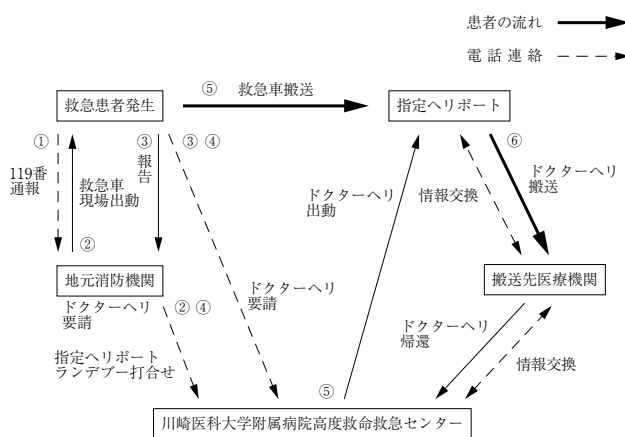 患者の流れ
電話連絡
⑤ 救急車搬送
救急患者発生
指定ヘリポート
①
③
③ ④
⑥
119番
通報
救急車
現場出動
報告
②
ドクターヘリ
出動
情報交換
ドクターヘリ
搬送
地元消防機関
搬送先医療機関
ドクターヘリ
要請
② ④
ドクターヘリ
要請
ドクターヘリ
帰還
指定ヘリポート
ランデブー打合せ
情報交換
⑤
川崎医科大学附属病院高度救命救急センター